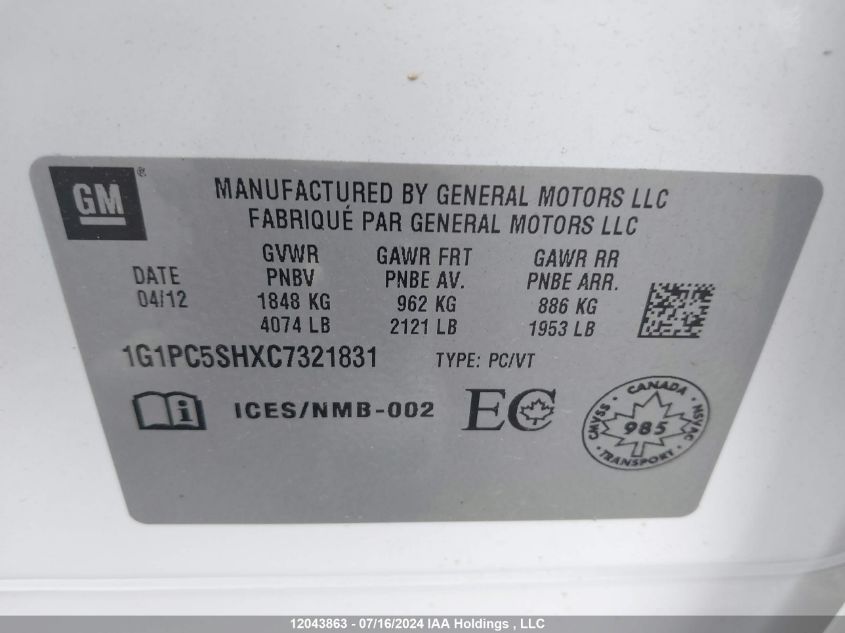 GM®
MANUFACTURED BY GENERAL MOTORS LLC
FABRIQUÉ PAR GENERAL MOTORS LLC
DATE
04/12
GVWR
PNBV
1848 KG
4074 LB
GAWR FRT
PNBE AV.
962 KG
2121 LB
GAWR RR
PNBE ARR.
886 KG
1953 LB
1G1PC5SHXC7321831 TYPE: PC/VT
i ICES/NMB-002 EC
CANADA
CMVSS 985 NSVAC
TRANSPORT
12043863 - 07/16/2024 IAA Holdings , LLC